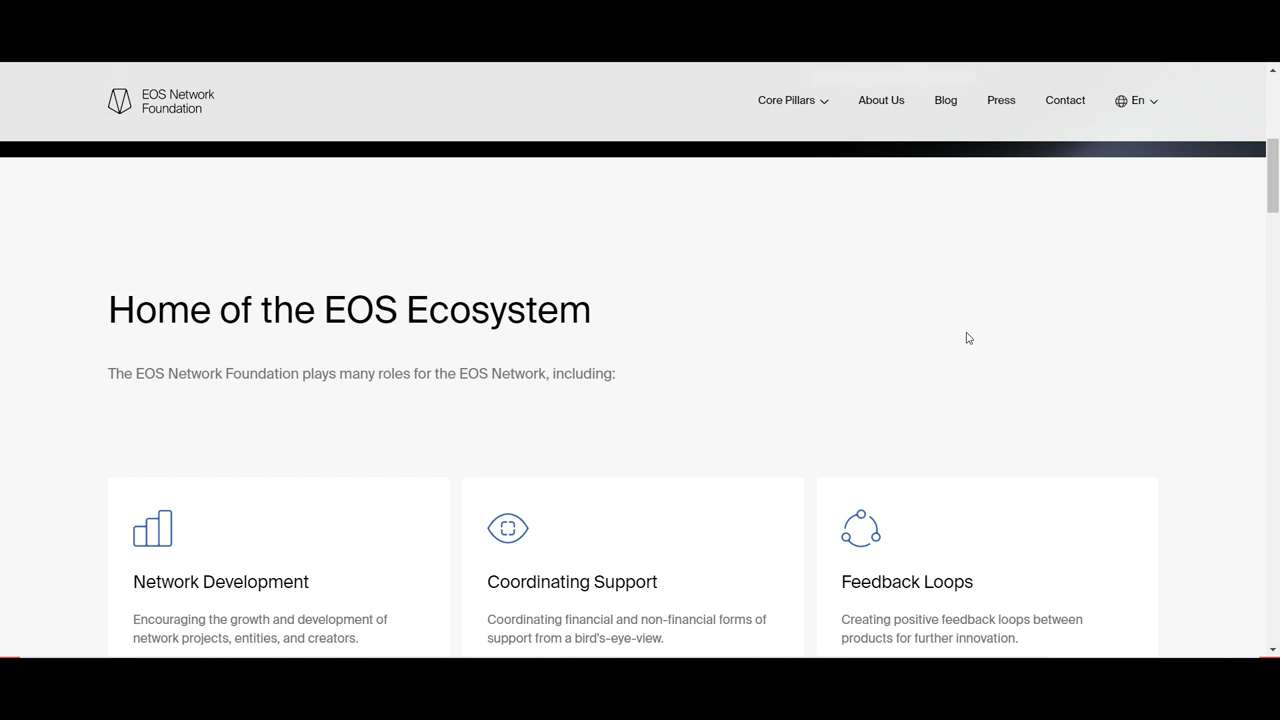 EOS Network
Foundation
Core Pillars
About Us
Blog
Press
Contact
En
Home of the EOS Ecosystem
The EOS Network Foundation plays many roles for the EOS Network, including:
Network Development
Encouraging the growth and development of
network projects, entities, and creators.
Coordinating Support
Coordinating financial and non-financial forms of
support from a bird's-eye-view.
Feedback Loops
Creating positive feedback loops between
products for further innovation.